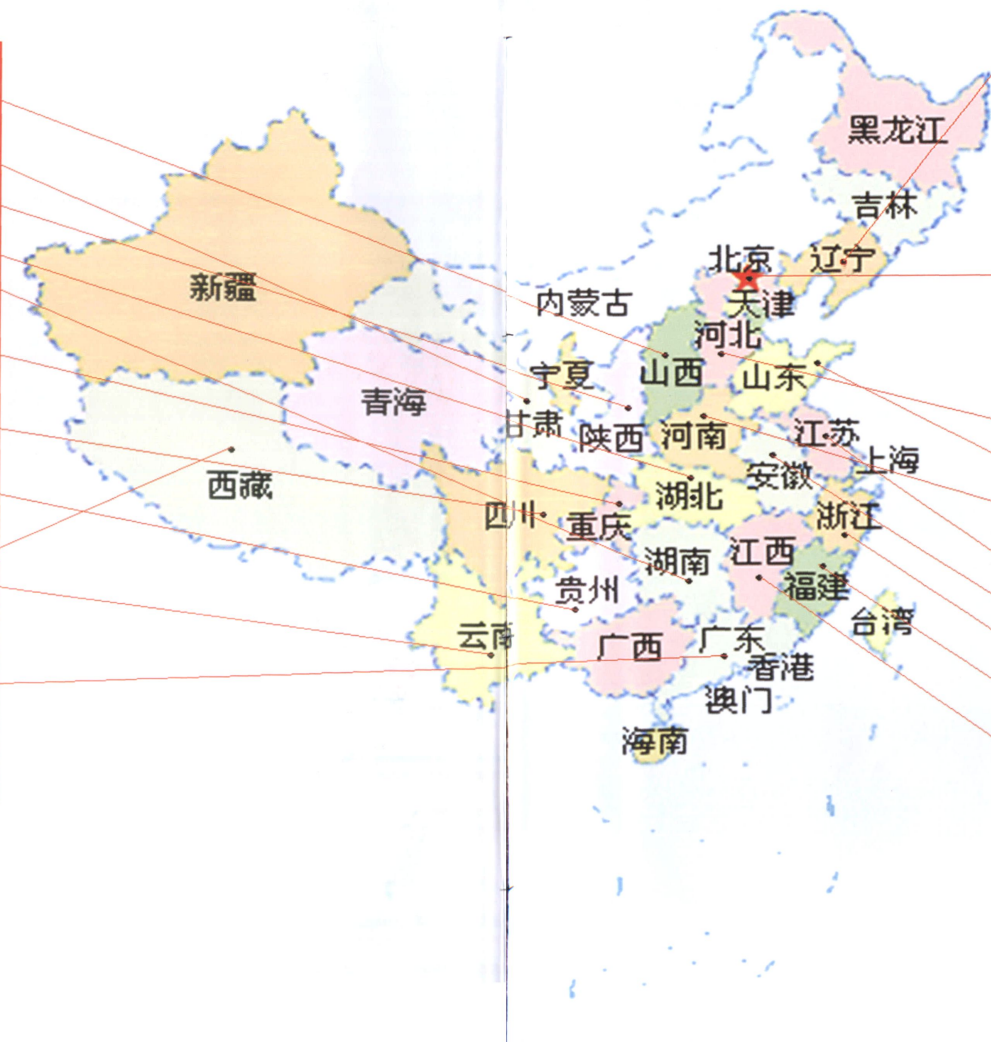 黑龙江
吉林
北京
辽宁
新疆
内蒙古
天津
河北
宁夏
山西
山东
青海
甘肃
陕西
河南
江苏
上海
安徽
西藏
湖北
四川
重庆
浙江
江西
湖南
贵州
福建
台湾
云南
广西
广东
香港
澳门
海南